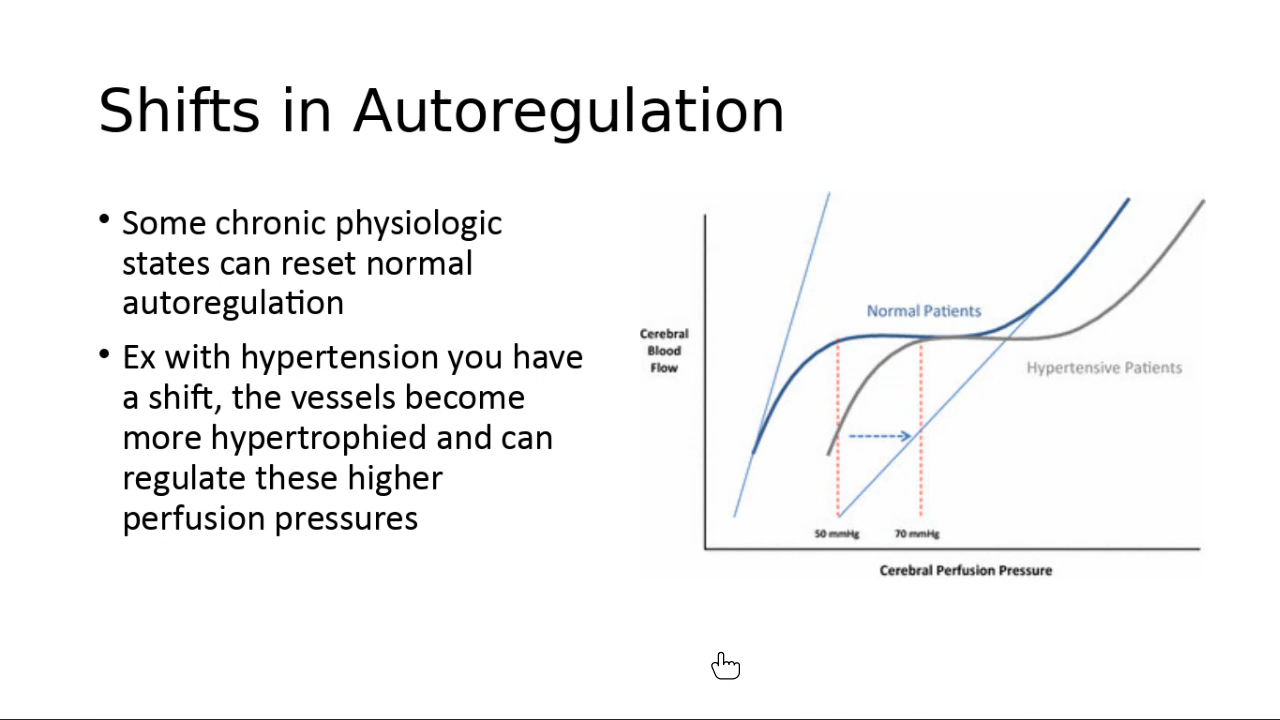 Shifts in Autoregulation
• Some chronic physiologic
states can reset normal
autoregulation
• Ex with hypertension you have
a shift, the vessels become
more hypertrophied and can
regulate these higher
perfusion pressures
Normal Patients
Cerebral
Blood
Flow
Hypertensive Patients
50 mmHg
70 mmHg
Cerebral Perfusion Pressure